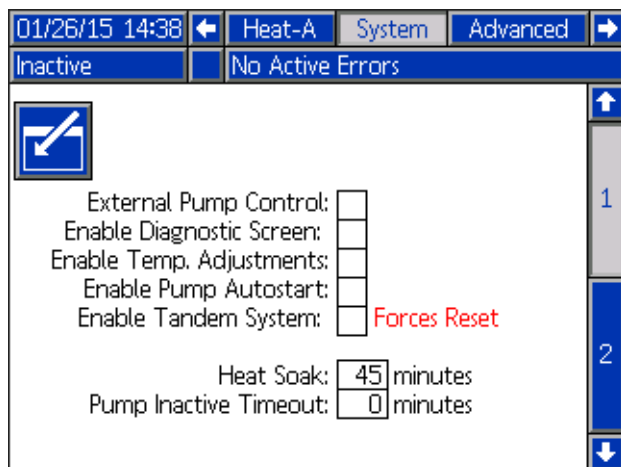 01/26/15 14:38 Heat-A System Advanced
Inactive No Active Errors
External Pump Control:
Enable Diagnostic Screen:
Enable Temp. Adjustments:
Enable Pump Autostart:
Enable Tandem System: Forces Reset
Heat Soak: 45 minutes
Pump Inactive Timeout: 0 minutes
1
2